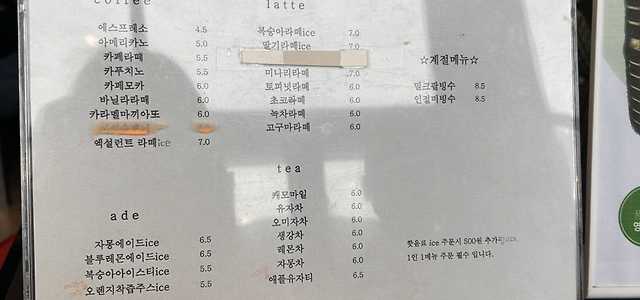 coffee
에스프레소 4.5
아메리카노 5.0
카페라떼 5.5
카푸치노 5.5
카페모카 6.0
바닐라라떼 6.0
카라멜마끼아또 6.0
엑설런트 라떼ice 7.0
ade
자몽에이드ice 6.5
블루레몬에이드ice 6.5
복숭아아이스티ice 5.5
오렌지착즙주스ice 5.5
latte
복숭아라떼ice 7.0
딸기라떼ice 7.0
미나리라떼 7.0
토피넛라떼 6.0
초코라떼 6.0
녹차라떼 6.0
고구마라떼 6.0
tea
캐모마일 6.0
유자차 6.0
오미자차 6.0
생강차 6.0
레몬차 6.0
자몽차 6.0
애플유자티 6.5
☆계절메뉴☆
밀크팥빙수 8.5
인절미빙수 8.5
핫음료 ice 주문시 500원 추가됩니다.
1인 1메뉴 주문 필수 입니다.